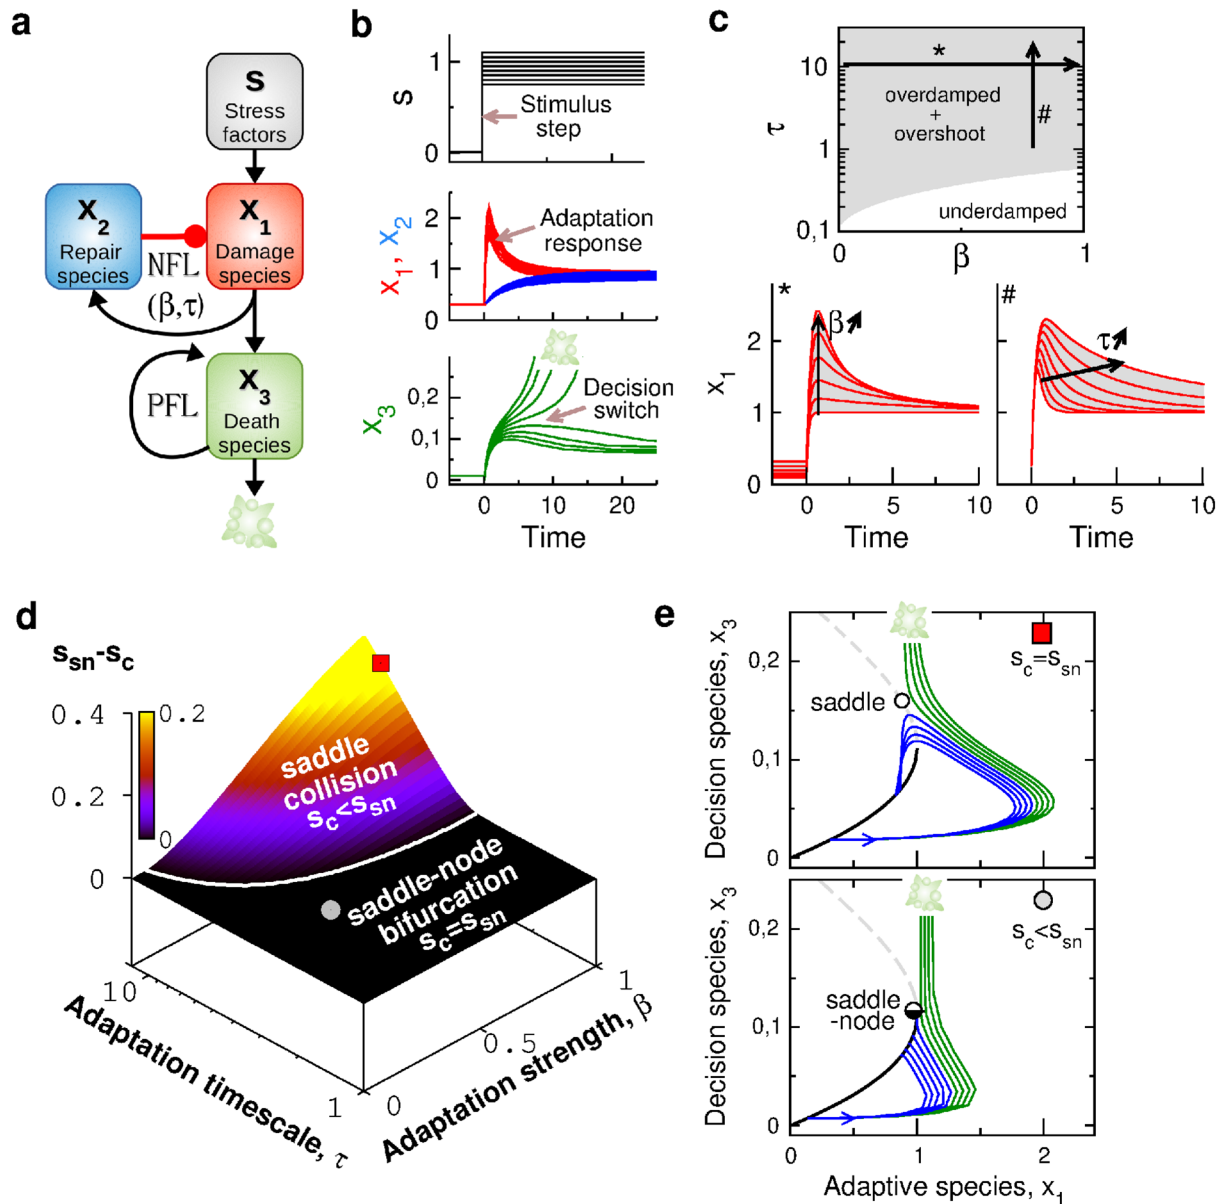 a
S
Stress
factors
X2
Repair
species
X1
Damage
species
NFL
(β,τ)
X3
Death
species
PFL
b
s
1
0
Stimulus
step
x1, x2
2
1
0
Adaptation
response
x3
0,2
0,1
0
Decision
switch
0 10 20
Time
c
τ
10
1
0,1
*
overdamped
+
overshoot
#
underdamped
0 β 1
*
β
x1
2
1
0
0 5 10
Time
#
τ
0 5 10
Time
d
ssn-sc
0.4
0.2
0
0.2
0
saddle
collision
sc<ssn
saddle-node
bifurcation
sc=ssn
10
1
Adaptation timescale, τ
0
0.5
1
Adaptation strength, β
e
Decision species, x3
0,2
0,1
0
saddle
sc=ssn
Decision species, x3
0,2
0,1
0
saddle
-node
sc<ssn
0 1 2
Adaptive species, x1